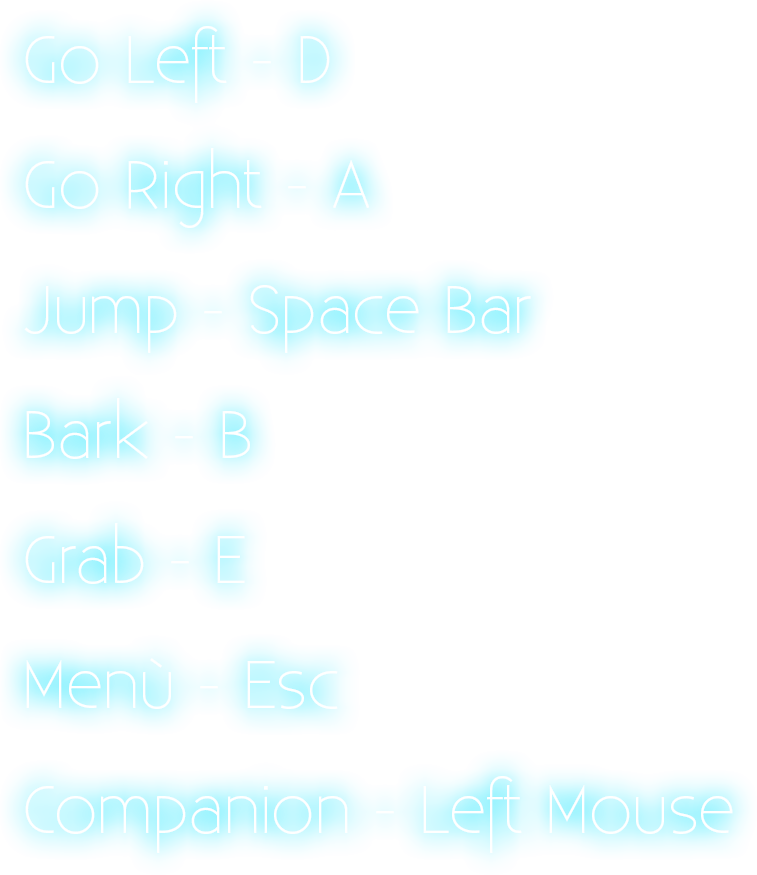 Go Left - D
Go Right - A
Jump - Space Bar
Bark - B
Grab - E
Menù - Esc
Companion - Left Mouse